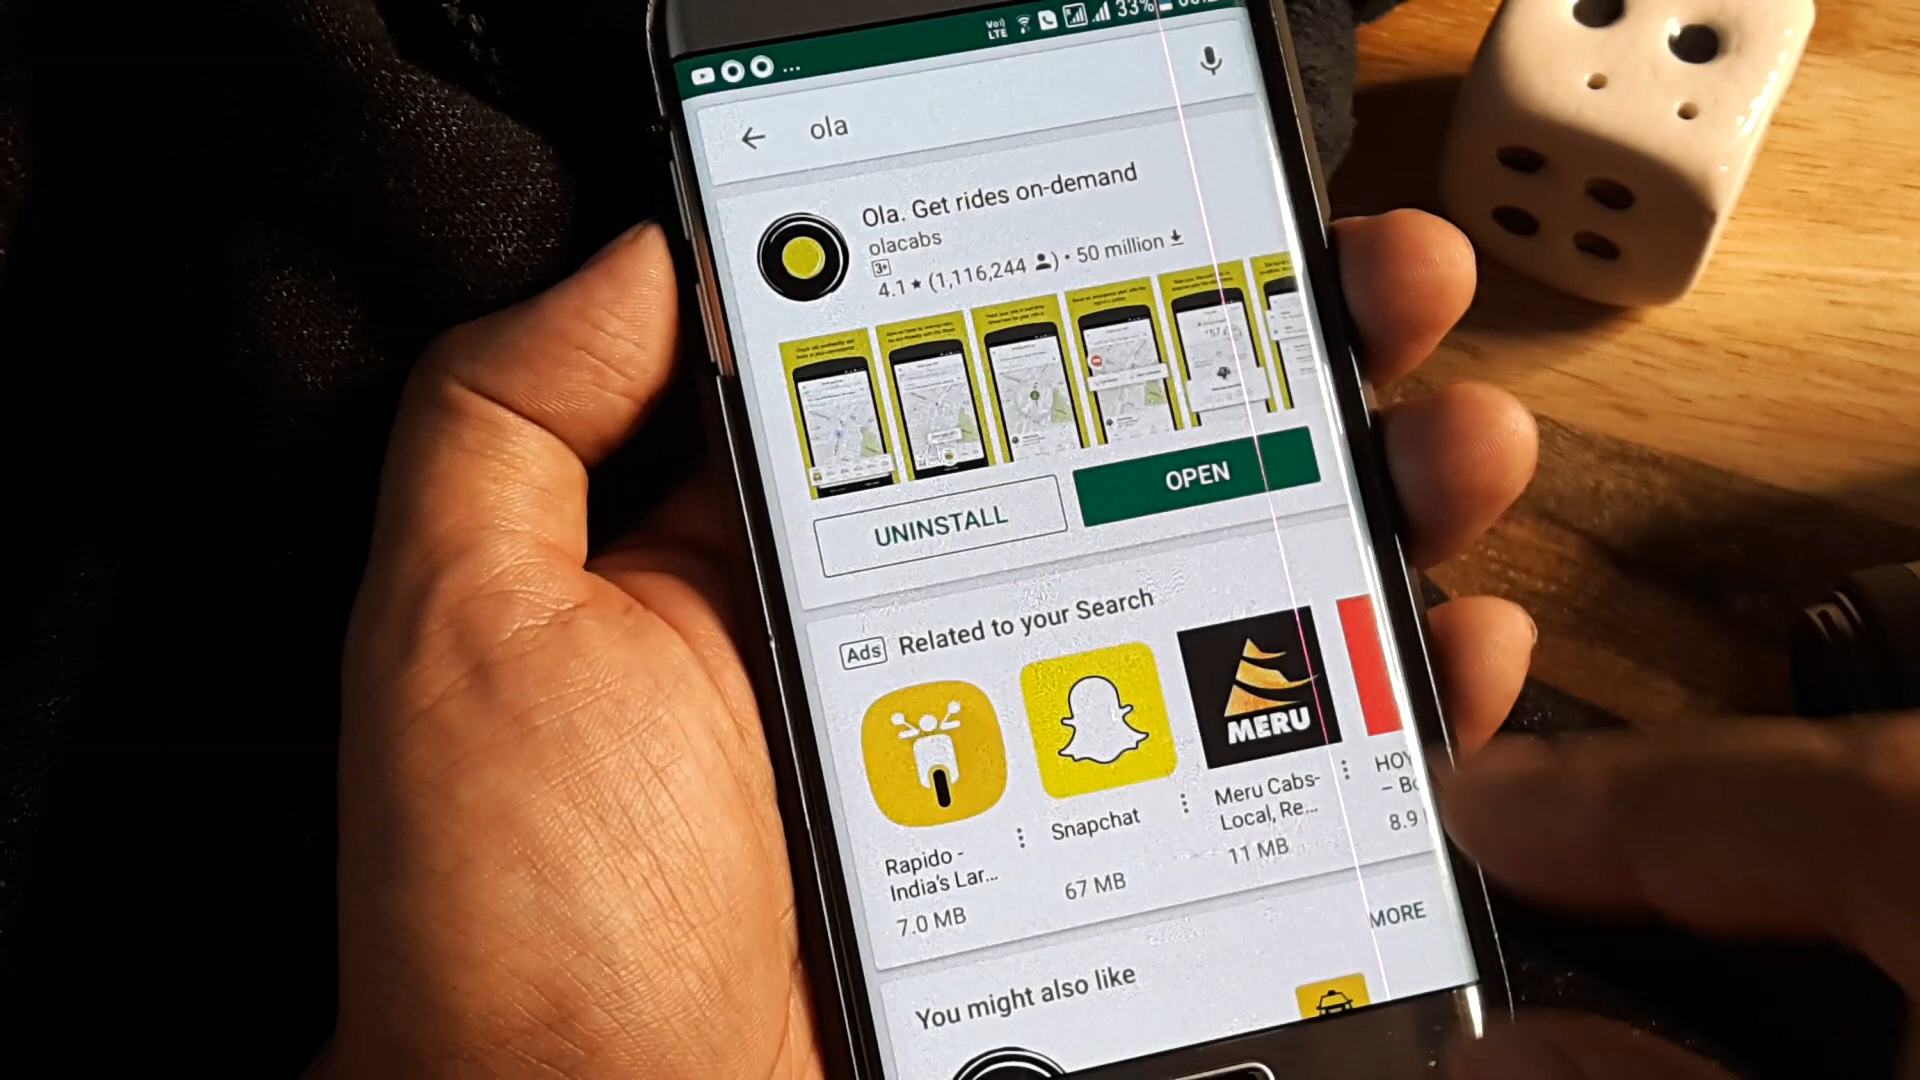 Vo))
LTE
33%
ola
Ola. Get rides on-demand
olacabs
3+
4.1 ★ (1,116,244) • 50 million
UNINSTALL
OPEN
Ads Related to your Search
MERU
Rapido -
India's Lar...
7.0 MB
Snapchat
67 MB
Meru Cabs-
Local, Re...
11 MB
HOY
– Bo
8.9
MORE
You might also like